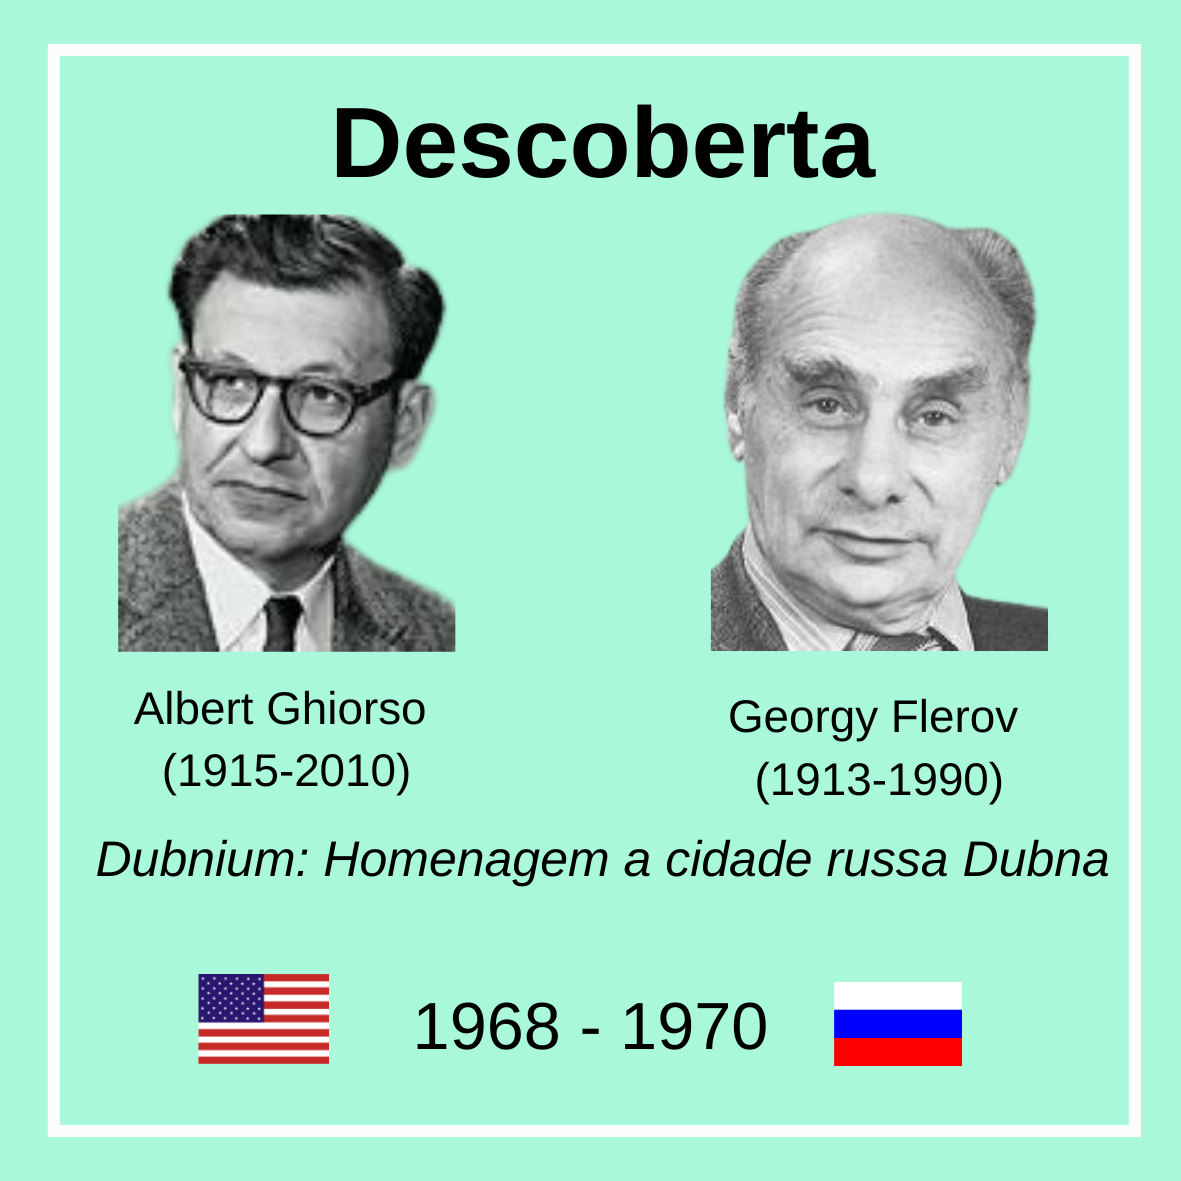 Descoberta
Albert Ghiorso
(1915-2010)
Georgy Flerov
(1913-1990)
Dubnium: Homenagem a cidade russa Dubna
1968 - 1970